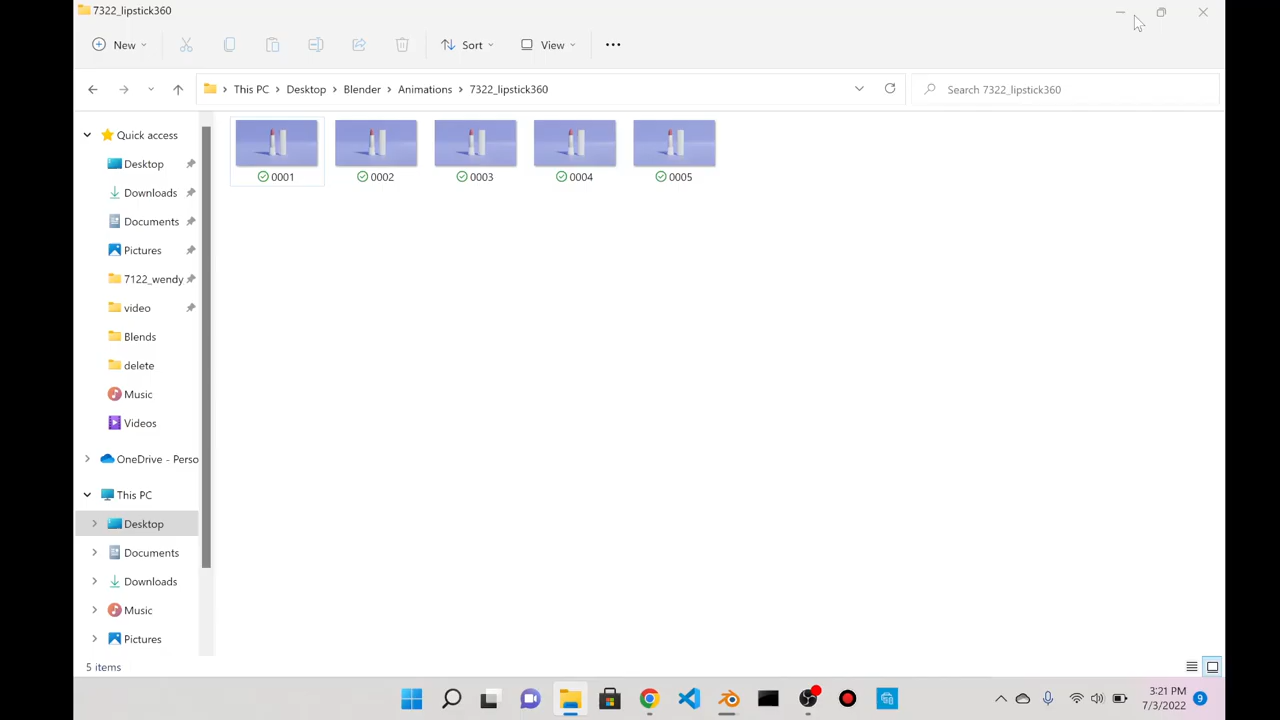 7322_lipstick360
New
Sort
View
This PC
Desktop
Blender
Animations
7322_lipstick360
Search 7322_lipstick360
Quick access
Desktop
Downloads
Documents
Pictures
7122_wendy
video
Blends
delete
Music
Videos
OneDrive - Perso
This PC
Desktop
Documents
Downloads
Music
Pictures
0001
0002
0003
0004
0005
5 items
3:21 PM
7/3/2022
9